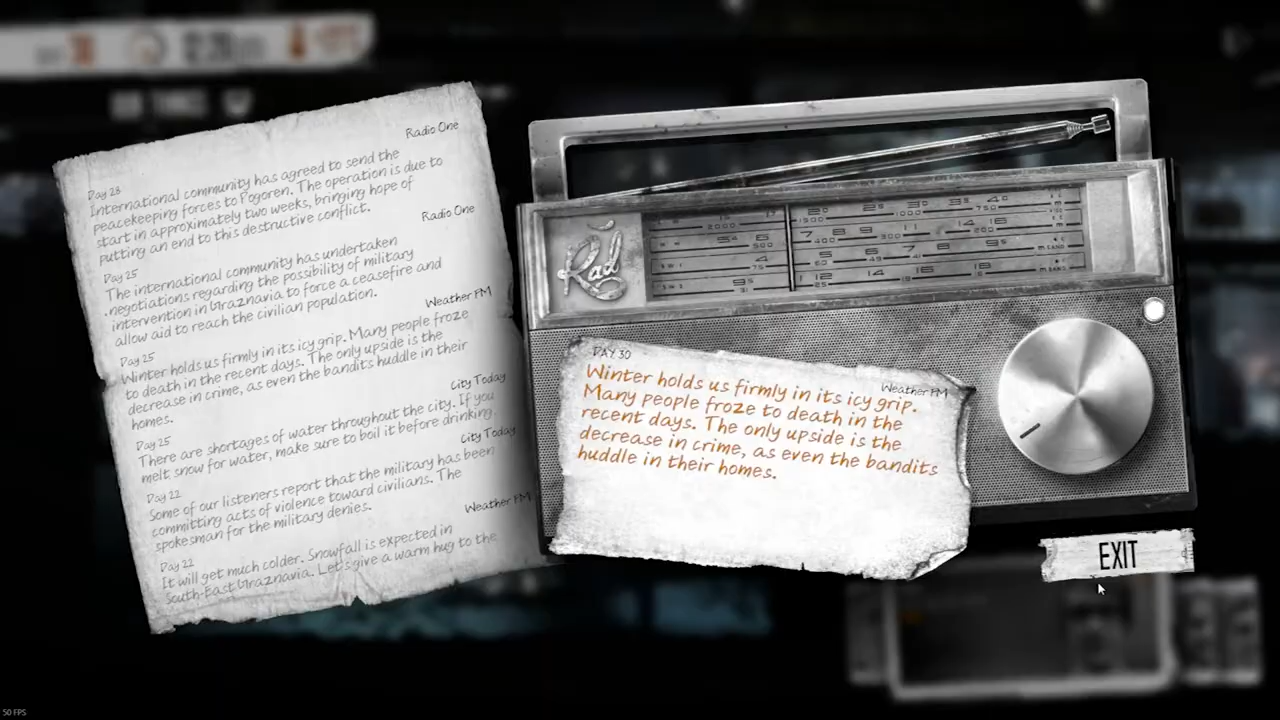 Radio One
Day 28
International community has agreed to send the
peacekeeping forces to Pogoren. The operation is due to
start in approximately two weeks, bringing hope of
putting an end to this destructive conflict.
Radio One
Day 25
The international community has undertaken
.negotiations regarding the possibility of military
intervention in Graznavia to force a ceasefire and
allow aid to reach the civilian population.
Weather FM
Day 25
Winter holds us firmly in its icy grip. Many people froze
to death in the recent days. The only upside is the
decrease in crime, as even the bandits huddle in their
homes.
City Today
Day 25
There are shortages of water throughout the city. If you
melt snow for water, make sure to boil it before drinking.
City Today
Day 22
Some of our listeners report that the military has been
committing acts of violence toward civilians. The
spokesman for the military denies.
Weather FM
Day 22
It will get much colder. Snowfall is expected in
South-East Graznavia. Let's give a warm hug to the
Rad
DAY 30
Weather FM
Winter holds us firmly in its icy grip.
Many people froze to death in the
recent days. The only upside is the
decrease in crime, as even the bandits
huddle in their homes.
EXIT
50 FPS